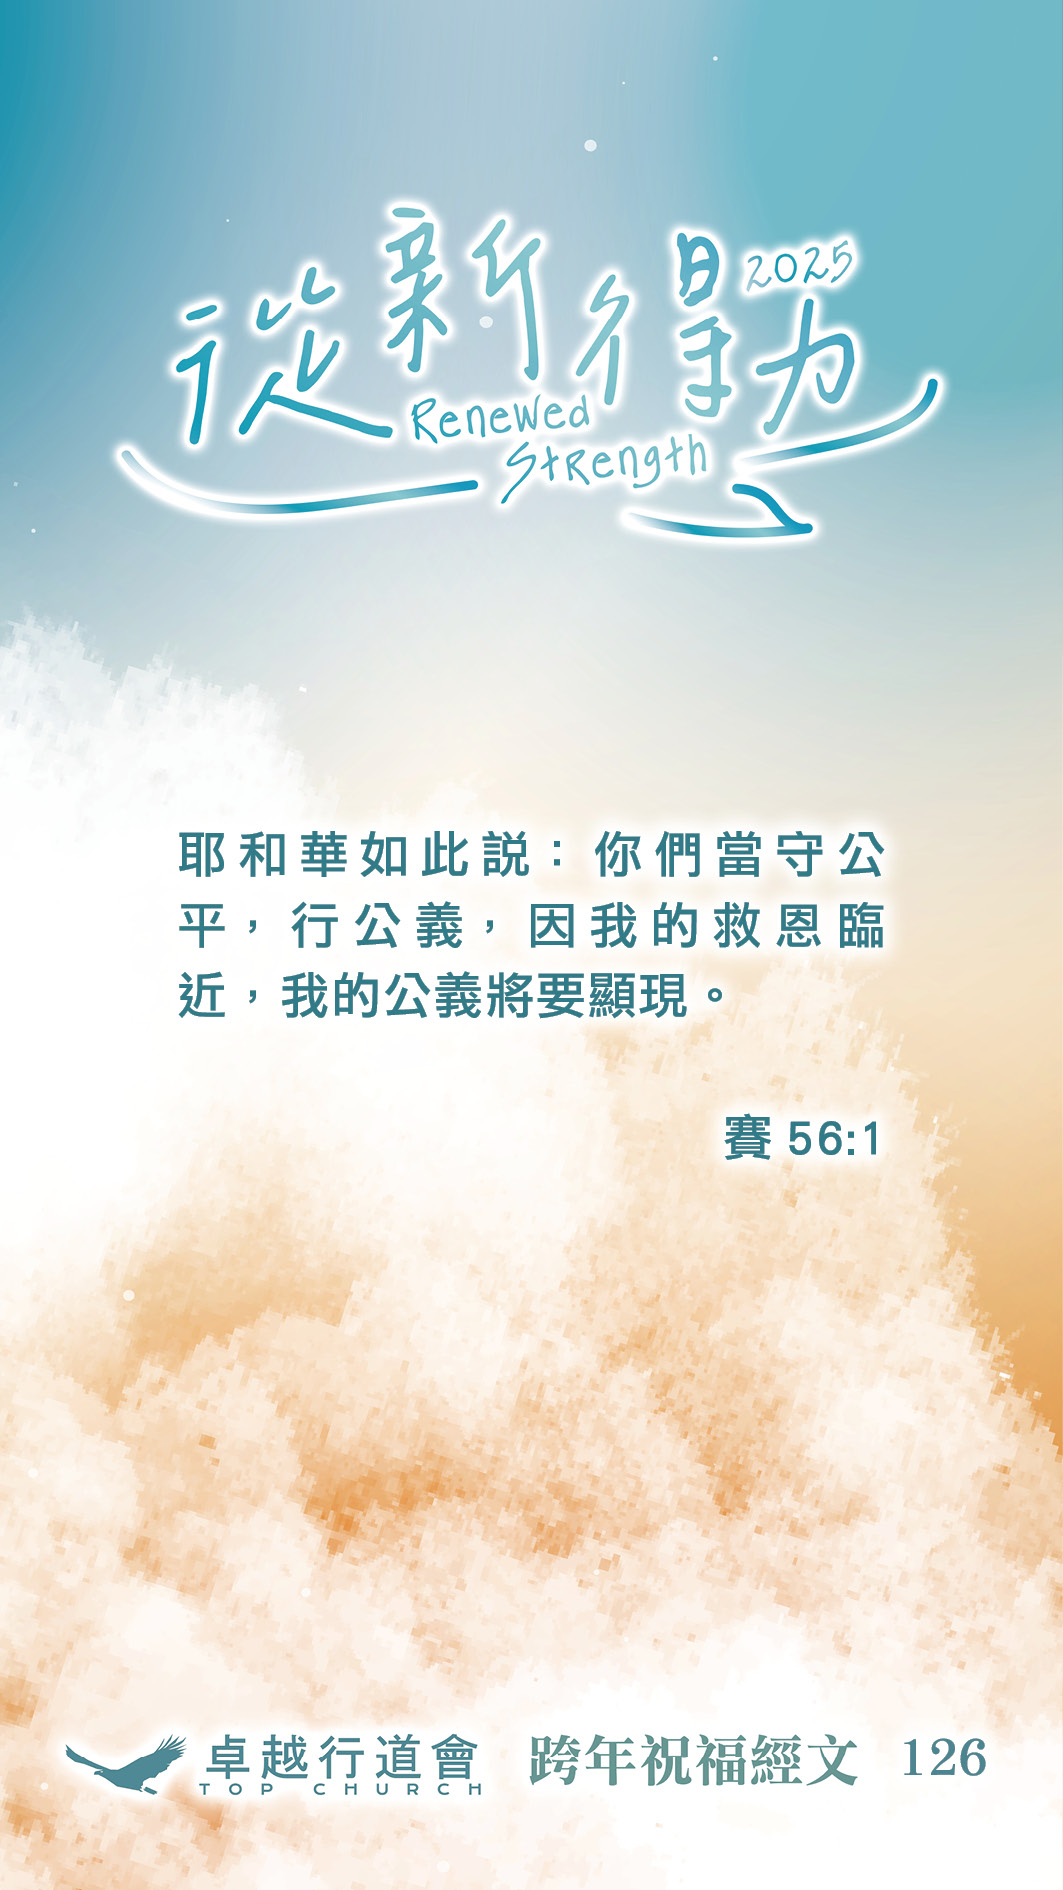 從新得力 2025
Renewed
Strength
耶和華如此説：你們當守公
平，行公義，因我的救恩臨
近，我的公義將要顯現。
賽 56:1
卓越行道會 跨年祝福經文 126
TOP CHURCH